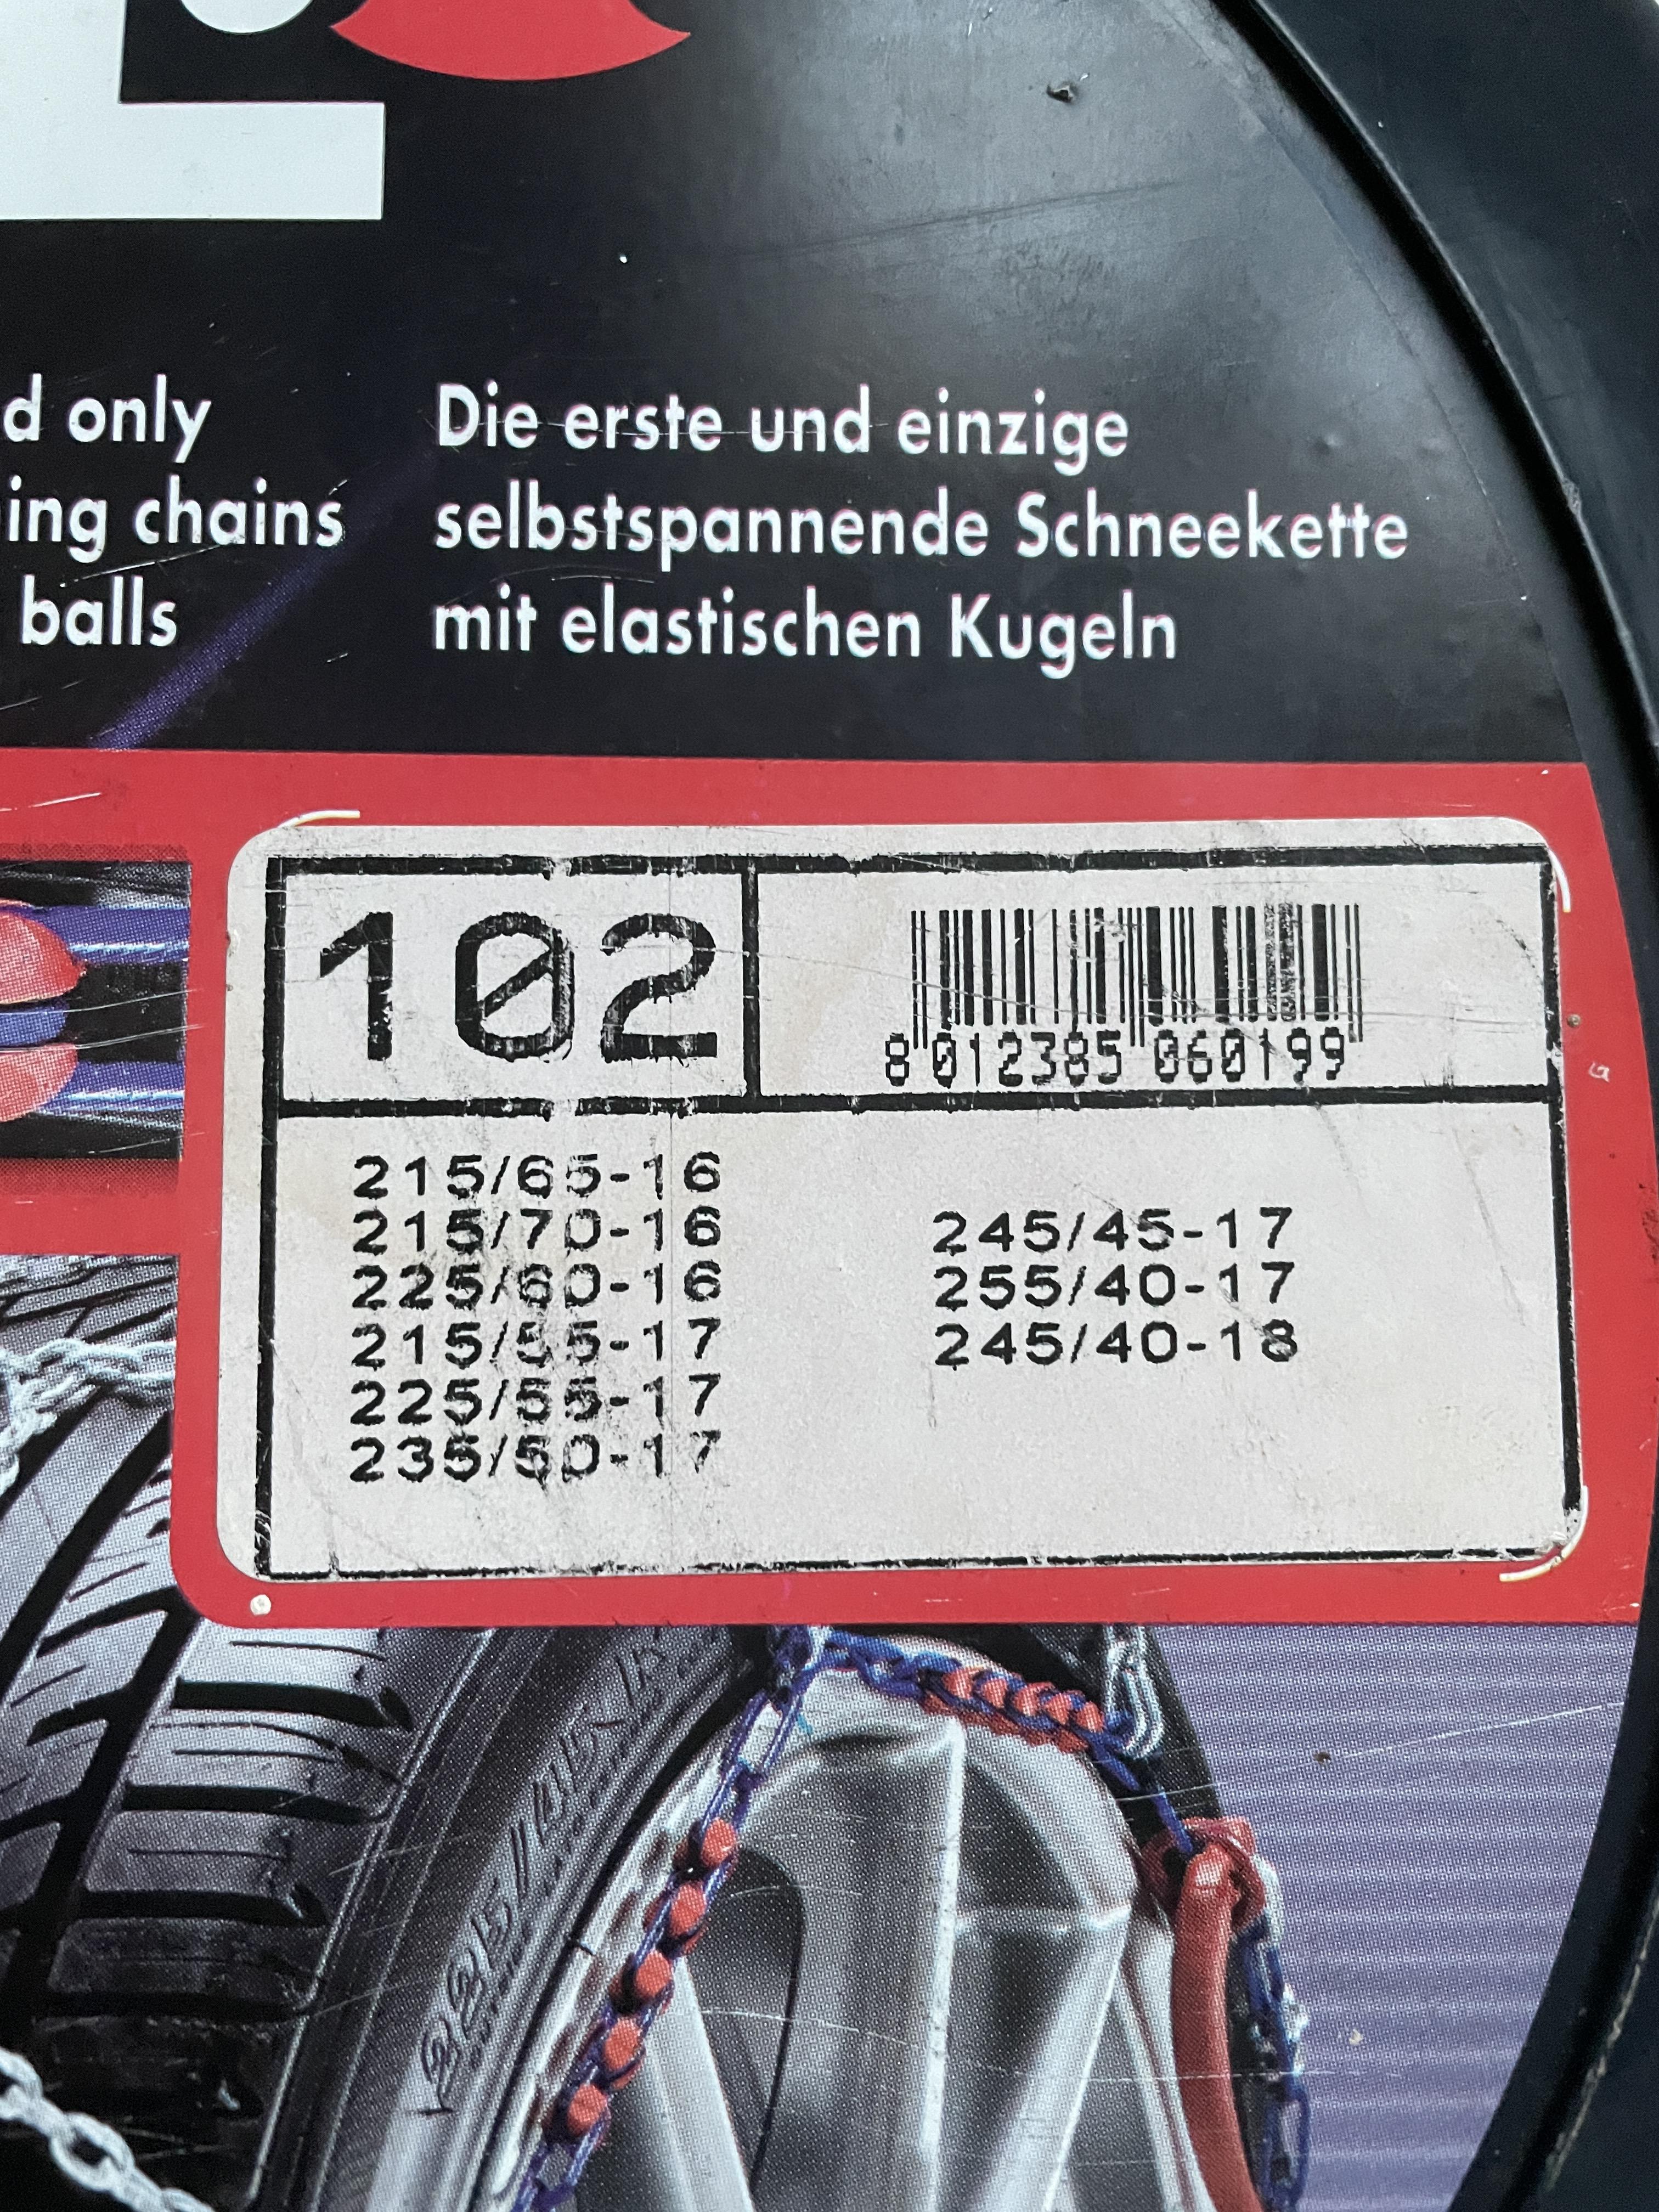 d only
ing chains
balls
Die erste und einzige
selbstspannende Schneekette
mit elastischen Kugeln
102
8 012385 060199
215/65-16
215/70-16
225/60-16
215/55-17
225/55-17
235/50-17
245/45-17
255/40-17
245/40-18